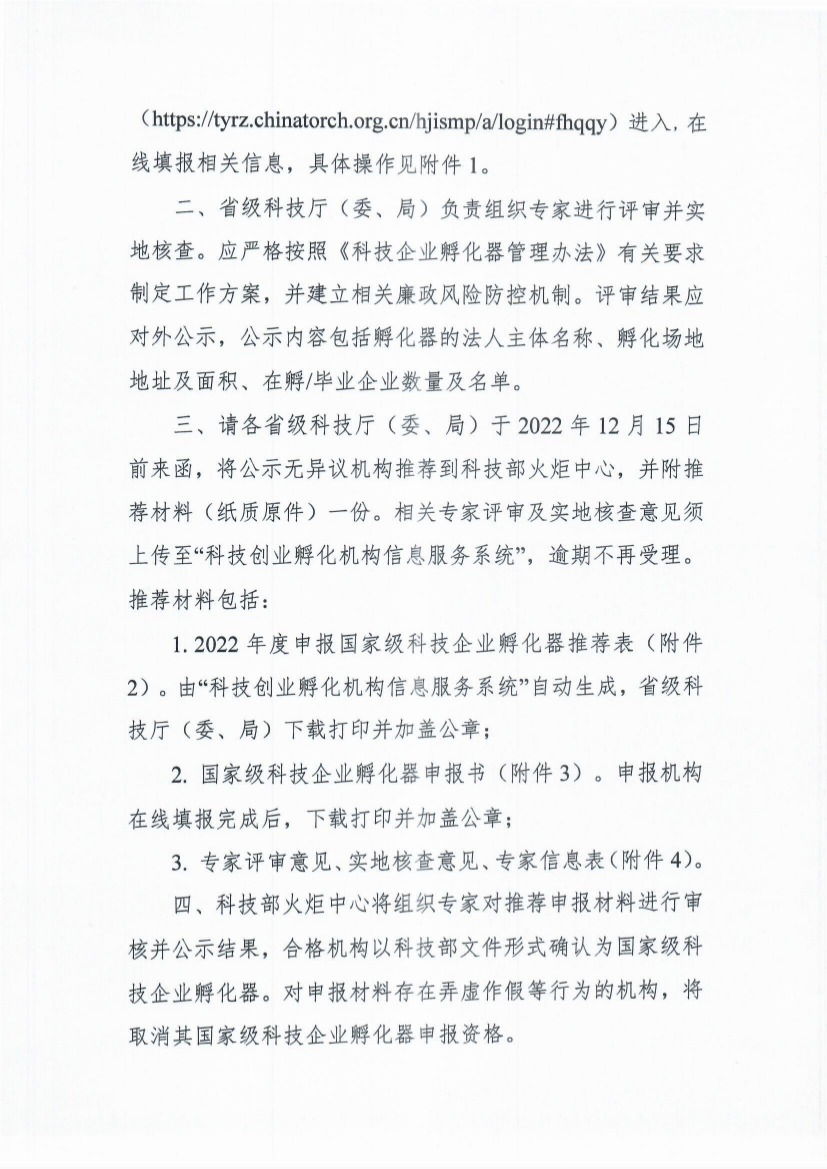 （https://tyrz.chinatorch.org.cn/hjismp/a/login#fhqqy）进入，在
线填报相关信息，具体操作见附件 1。
二、省级科技厅（委、局）负责组织专家进行评审并实
地核查。应严格按照《科技企业孵化器管理办法》有关要求
制定工作方案，并建立相关廉政风险防控机制。评审结果应
对外公示，公示内容包括孵化器的法人主体名称、孵化场地
地址及面积、在孵/毕业企业数量及名单。
三、请各省级科技厅（委、局）于 2022 年 12 月 15 日
前来函，将公示无异议机构推荐到科技部火炬中心，并附推
荐材料（纸质原件）一份。相关专家评审及实地核查意见须
上传至“科技创业孵化机构信息服务系统”，逾期不再受理。
推荐材料包括：
1. 2022 年度申报国家级科技企业孵化器推荐表（附件
2）。由“科技创业孵化机构信息服务系统”自动生成，省级科
技厅（委、局）下载打印并加盖公章；
2. 国家级科技企业孵化器申报书（附件 3）。申报机构
在线填报完成后，下载打印并加盖公章；
3. 专家评审意见、实地核查意见、专家信息表（附件 4）。
四、科技部火炬中心将组织专家对推荐申报材料进行审
核并公示结果，合格机构以科技部文件形式确认为国家级科
技企业孵化器。对申报材料存在弄虚作假等行为的机构，将
取消其国家级科技企业孵化器申报资格。